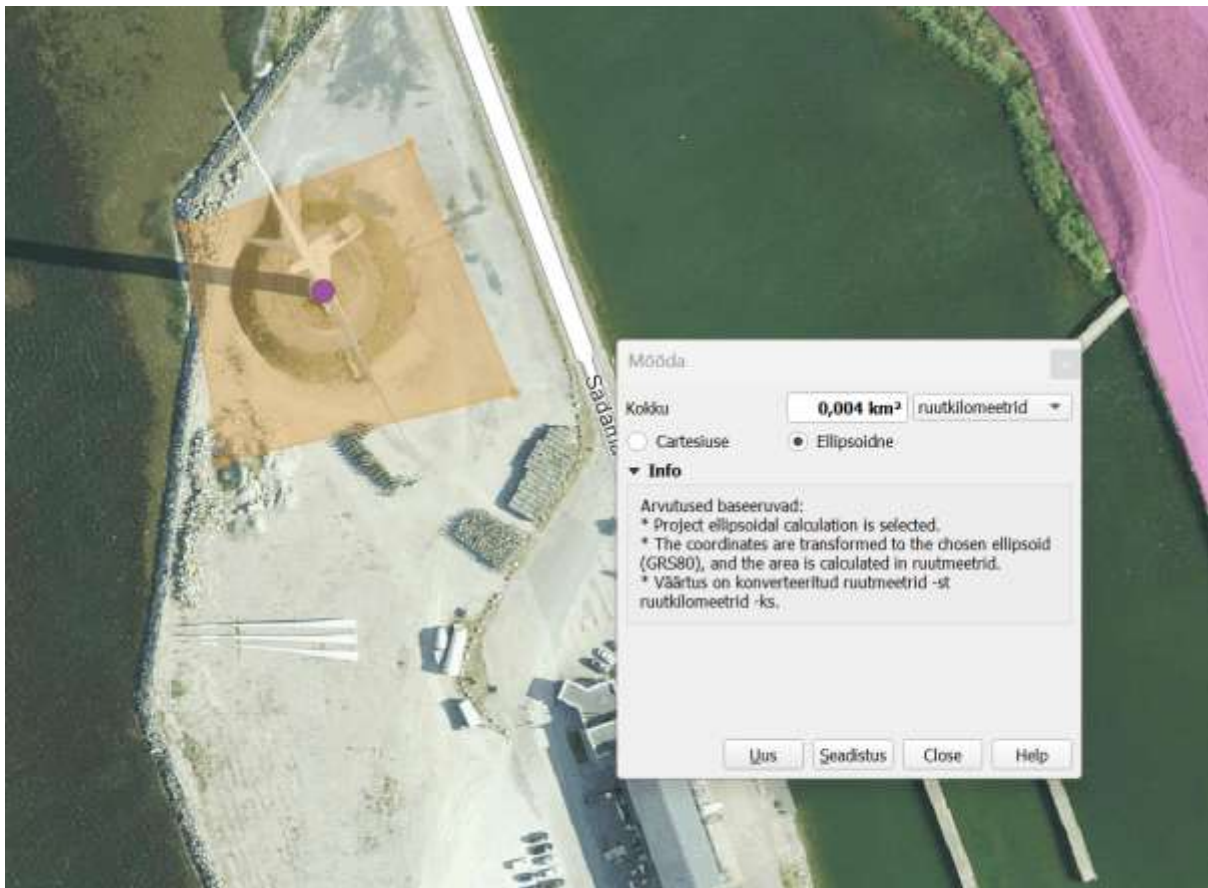 Mõõda
Kokku
0,004 km²
ruutkilomeetrid
Cartesiuse
Ellipsoidne
Info
Arvutused baseeruvad:
* Project ellipsoidal calculation is selected.
* The coordinates are transformed to the chosen ellipsoid
(GRS80), and the area is calculated in ruutmeetrid.
* Väärtus on konverteeritud ruutmeetrid -st
ruutkilomeetrid -ks.
Uus
Seadistus
Close
Help